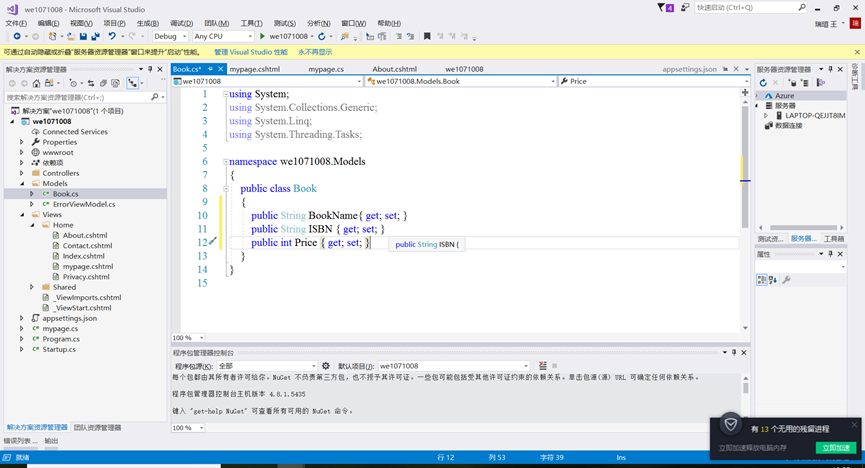 we1071008 - Microsoft Visual Studio
4
快速启动 (Ctrl+Q)
文件(F) 编辑(E) 视图(V) 项目(P) 生成(B) 调试(D) 团队(M) 工具(T) 测试(S) 分析(N) 窗口(W) 帮助(H)
瑞瑄 王
Debug Any CPU we1071008
可通过自动隐藏或折叠"服务器资源管理器"窗口来提升"启动"性能。 管理 Visual Studio 性能 永不再显示
解决方案资源管理器
搜索解决方案资源管理器(Ctrl+;)
解决方案"we1071008"(1 个项目)
we1071008
Connected Services
Properties
wwwroot
依赖项
Controllers
Models
Book.cs
ErrorViewModel.cs
Views
Home
About.cshtml
Contact.cshtml
Index.cshtml
mypage.cshtml
Privacy.cshtml
Shared
_ViewImports.cshtml
_ViewStart.cshtml
appsettings.json
mypage.cs
Program.cs
Startup.cs
解决方案资源管理器 团队资源管理器
Book.cs* mypage.cshtml mypage.cs About.cshtml we1071008 appsettings.json
we1071008 we1071008.Models.Book Price
1 using System;
2 using System.Collections.Generic;
3 using System.Linq;
4 using System.Threading.Tasks;
5
6 namespace we1071008.Models
7 {
8 public class Book
9 {
10 public String BookName{ get; set; }
11 public String ISBN { get; set; }
12 public int Price { get; set; }
public String ISBN {
13 }
14 }
15
100 %
程序包管理器控制台
程序包源(K): 全部 默认项目(J): we1071008
每个包都由其所有者许可给你。NuGet 不负责第三方包，也不授予其许可证。一些包可能包括受其他许可证约束的依赖关系。单击包源(源) URL 可确定任何依赖关系。
程序包管理器控制台主机版本 4.8.1.5435
键入 "get-help NuGet" 可查看所有可用的 NuGet 命令。
100 %
服务器资源管理器
Azure
服务器
LAPTOP-QEJJT8IM
数据连接
测试资... 服务器... 工具箱
属性
错误列表 ... 输出
就绪 行 12 列 53 字符 39 Ins
有 13 个无用的残留进程
立即加速释放电脑内存 立即加速